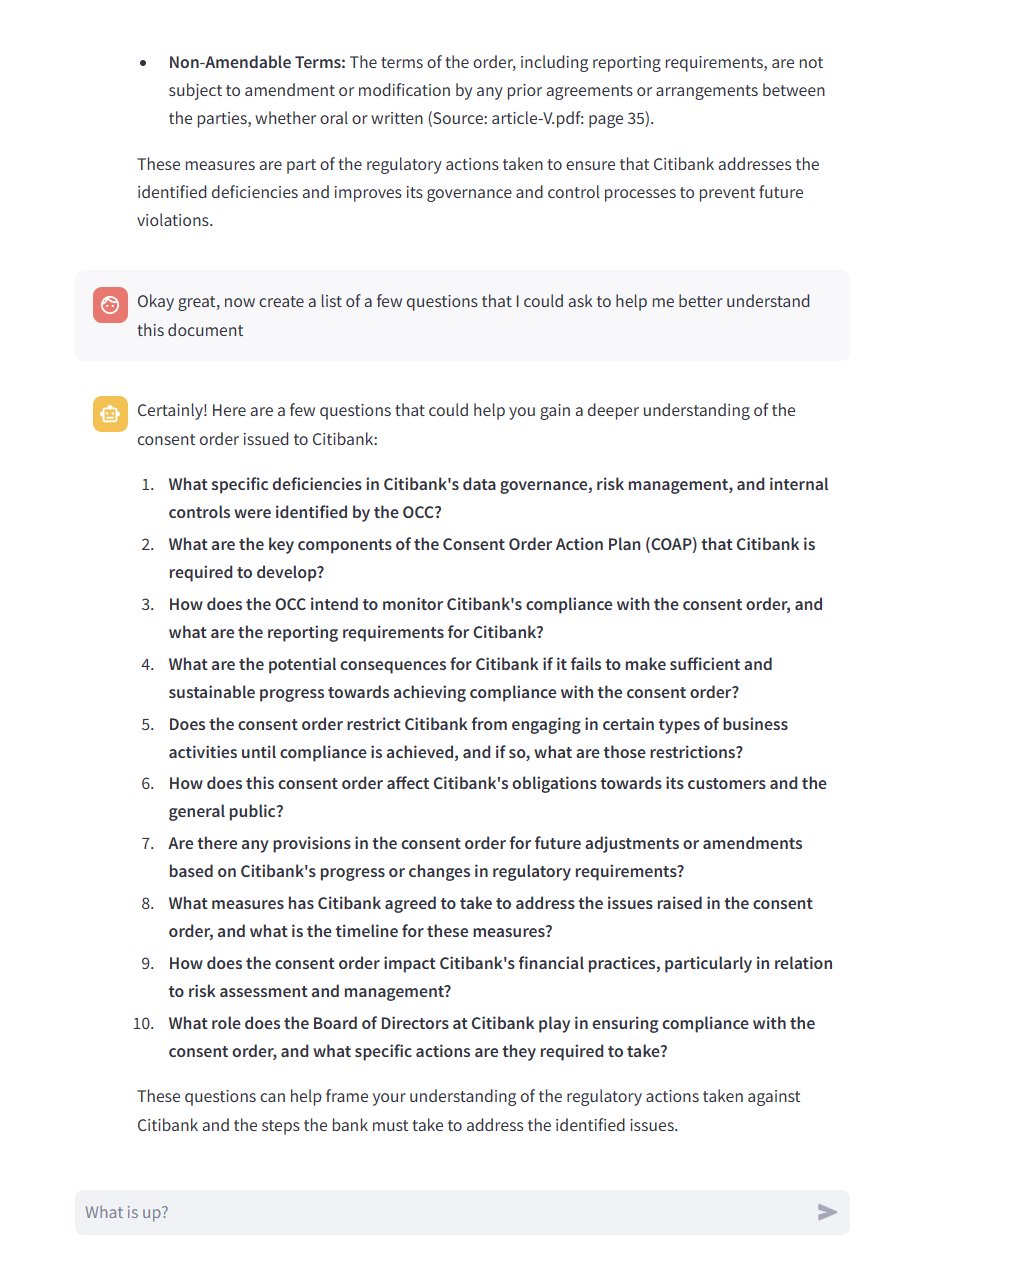 • Non-Amendable Terms: The terms of the order, including reporting requirements, are not
subject to amendment or modification by any prior agreements or arrangements between
the parties, whether oral or written (Source: article-V.pdf: page 35).
These measures are part of the regulatory actions taken to ensure that Citibank addresses the
identified deficiencies and improves its governance and control processes to prevent future
violations.
Okay great, now create a list of a few questions that I could ask to help me better understand
this document
Certainly! Here are a few questions that could help you gain a deeper understanding of the
consent order issued to Citibank:
1. What specific deficiencies in Citibank's data governance, risk management, and internal
controls were identified by the OCC?
2. What are the key components of the Consent Order Action Plan (COAP) that Citibank is
required to develop?
3. How does the OCC intend to monitor Citibank's compliance with the consent order, and
what are the reporting requirements for Citibank?
4. What are the potential consequences for Citibank if it fails to make sufficient and
sustainable progress towards achieving compliance with the consent order?
5. Does the consent order restrict Citibank from engaging in certain types of business
activities until compliance is achieved, and if so, what are those restrictions?
6. How does this consent order affect Citibank's obligations towards its customers and the
general public?
7. Are there any provisions in the consent order for future adjustments or amendments
based on Citibank's progress or changes in regulatory requirements?
8. What measures has Citibank agreed to take to address the issues raised in the consent
order, and what is the timeline for these measures?
9. How does the consent order impact Citibank's financial practices, particularly in relation
to risk assessment and management?
10. What role does the Board of Directors at Citibank play in ensuring compliance with the
consent order, and what specific actions are they required to take?
These questions can help frame your understanding of the regulatory actions taken against
Citibank and the steps the bank must take to address the identified issues.
What is up?